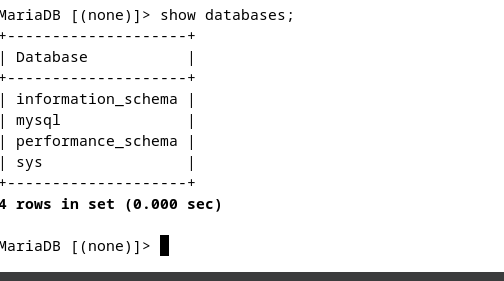 MariaDB [(none)]> show databases;
+--------------------+
| Database           |
+--------------------+
| information_schema |
| mysql              |
| performance_schema |
| sys                |
+--------------------+
4 rows in set (0.000 sec)
MariaDB [(none)]>